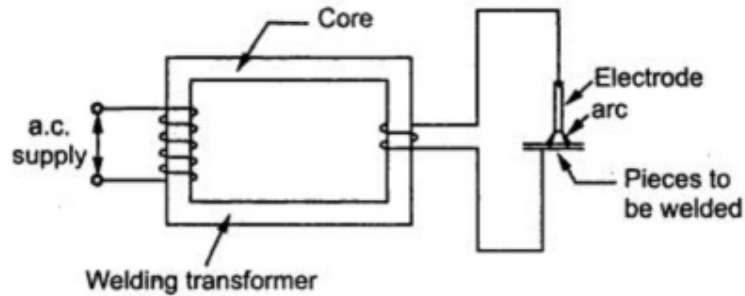 Core
Electrode
arc
a.c.
supply
Pieces to
be welded
Welding transformer